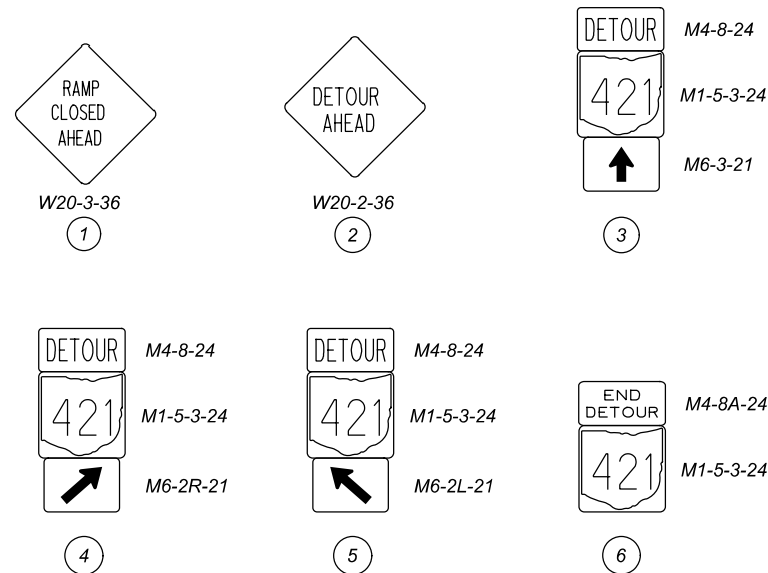 RAMP
CLOSED
AHEAD
W20-3-36
1
DETOUR
AHEAD
W20-2-36
2
DETOUR M4-8-24
421 M1-5-3-24
M6-3-21
3
DETOUR M4-8-24
421 M1-5-3-24
M6-2R-21
4
DETOUR M4-8-24
421 M1-5-3-24
M6-2L-21
5
END
DETOUR M4-8A-24
421 M1-5-3-24
6